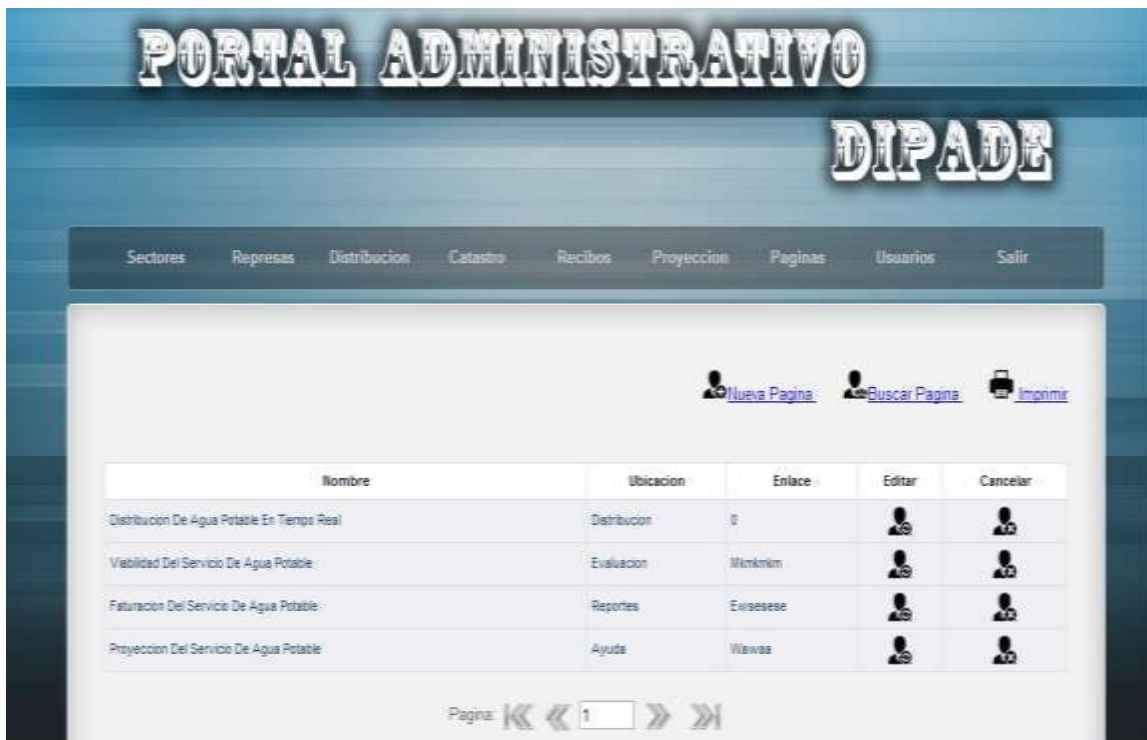 PORTAL ADMINISTRATIVO
DIPADE
Sectores Represas Distribucion Catastro Recibos Proyeccion Paginas Usuarios Salir
Nueva Pagina Buscar Pagina Imprimir
Nombre Ubicacion Enlace Editar Cancelar
Distribucion De Agua Potable En Tiempo Real Distribucion 0
Viabilidad Del Servicio De Agua Potable Evaluacion Mkmkmkm
Faturacion Del Servicio De Agua Potable Reportes Ewsesese
Proyeccion Del Servicio De Agua Potable Ayuda Wawaa
Pagina: 1